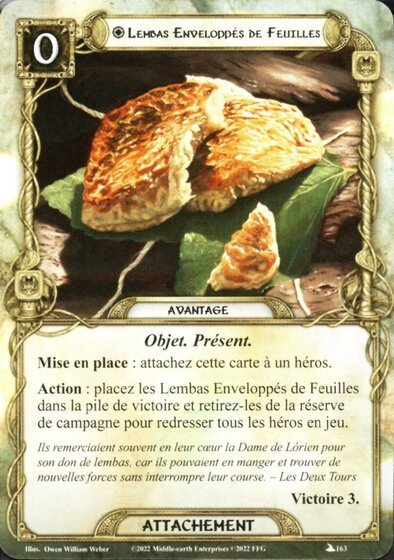 0
Lembas Enveloppés de Feuilles
AVANTAGE
Objet. Présent.
Mise en place : attachez cette carte à un héros.
Action : placez les Lembas Enveloppés de Feuilles
dans la pile de victoire et retirez-les de la réserve
de campagne pour redresser tous les héros en jeu.
Ils remerciaient souvent en leur cœur la Dame de Lórien pour
son don de lembas, car ils pouvaient en manger et trouver de
nouvelles forces sans interrompre leur course. – Les Deux Tours
Victoire 3.
ATTACHEMENT
Illus. Owen William Weber ©2022 Middle-earth Enterprises ©2022 FFG 163